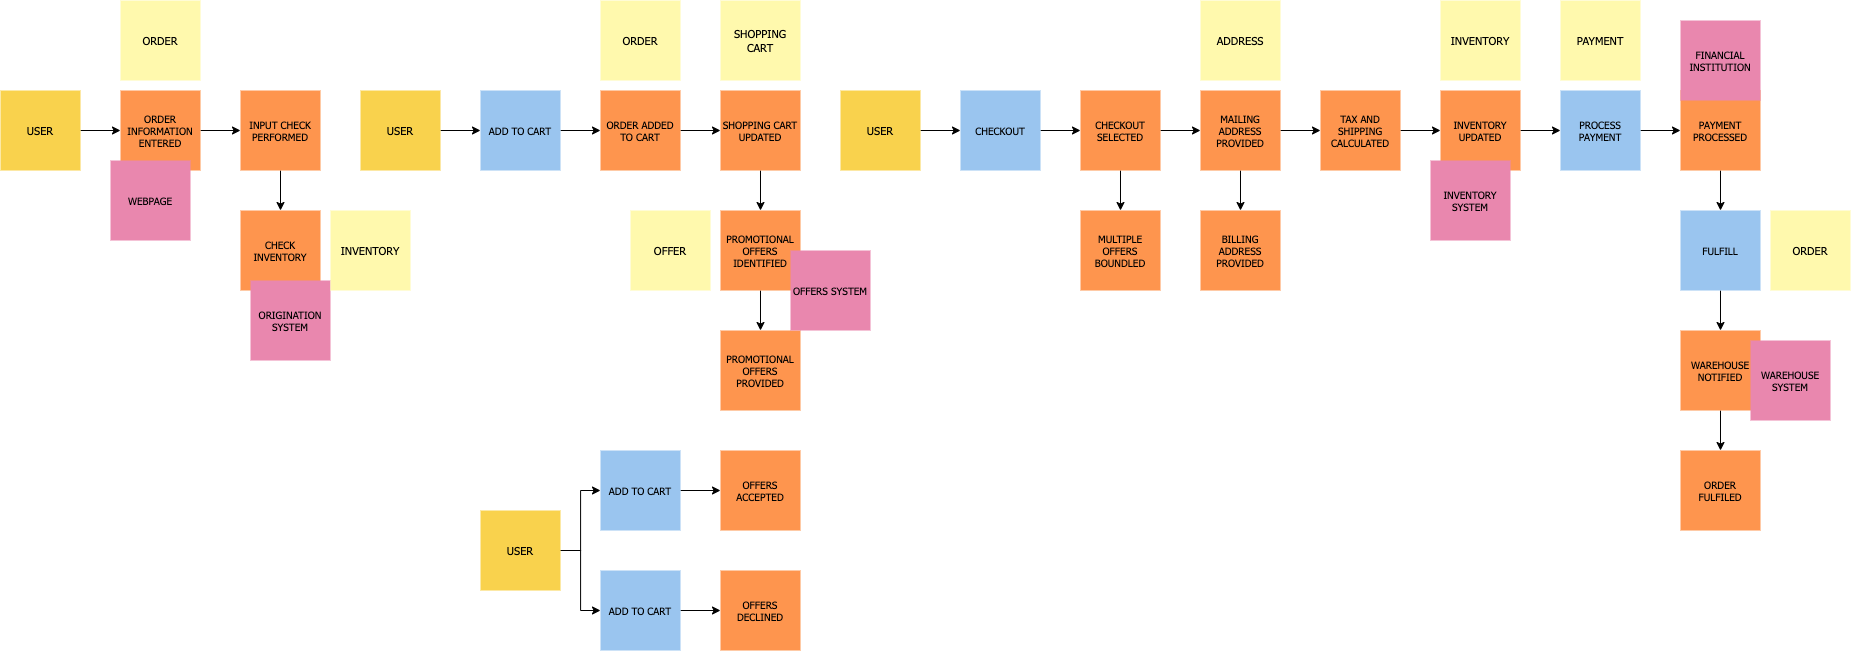 ORDER
ORDER
SHOPPING
CART
ADDRESS
INVENTORY
PAYMENT
FINANCIAL
INSTITUTION
USER
ORDER
INFORMATION
ENTERED
INPUT CHECK
PERFORMED
USER
ADD TO CART
ORDER ADDED
TO CART
SHOPPING CART
UPDATED
USER
CHECKOUT
CHECKOUT
SELECTED
MAILING
ADDRESS
PROVIDED
TAX AND
SHIPPING
CALCULATED
INVENTORY
UPDATED
PROCESS
PAYMENT
PAYMENT
PROCESSED
WEBPAGE
INVENTORY
SYSTEM
CHECK
INVENTORY
INVENTORY
OFFER
PROMOTIONAL
OFFERS
IDENTIFIED
MULTIPLE
OFFERS
BOUNDLED
BILLING
ADDRESS
PROVIDED
FULFILL
ORDER
ORIGINATION
SYSTEM
OFFERS SYSTEM
PROMOTIONAL
OFFERS
PROVIDED
WAREHOUSE
NOTIFIED
WAREHOUSE
SYSTEM
ADD TO CART
OFFERS
ACCEPTED
ORDER
FULFILED
USER
ADD TO CART
OFFERS
DECLINED